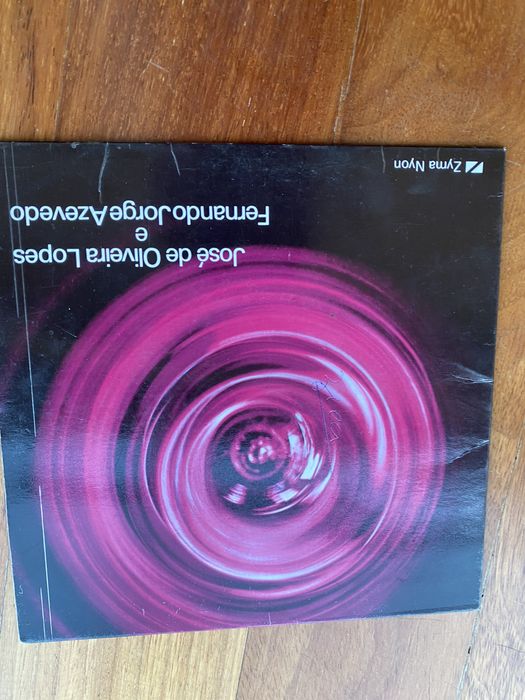 José de Oliveira Lopes
e
Fernando Jorge Azevedo
Zyma Nyon